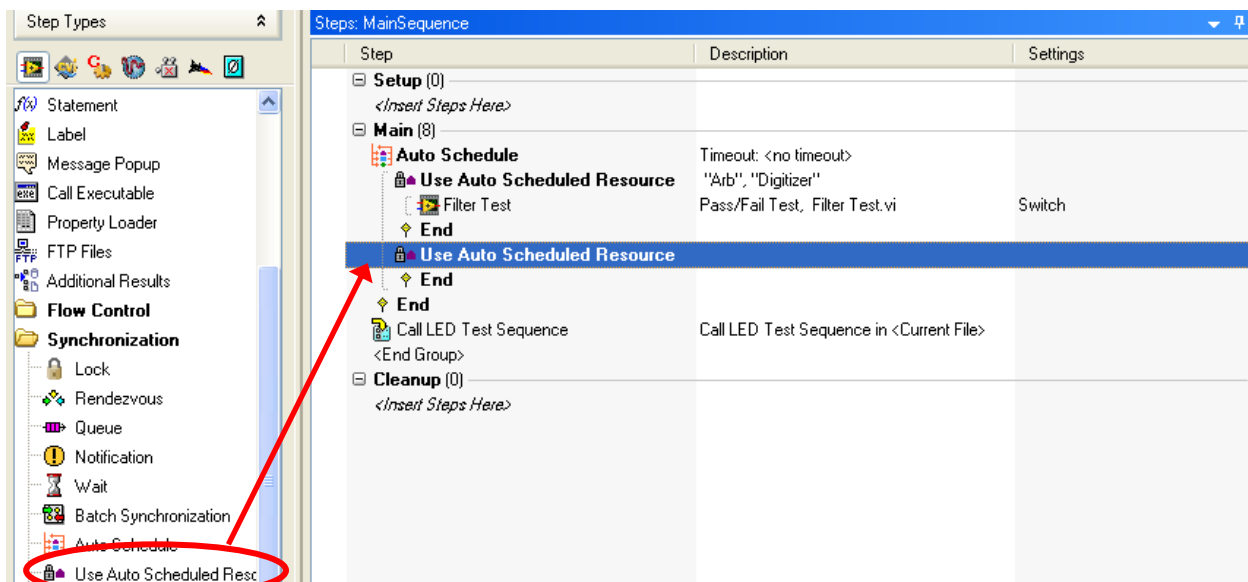 Step Types
f(x) Statement
Label
Message Popup
exe Call Executable
Property Loader
FTP FTP Files
Additional Results
Flow Control
Synchronization
Lock
Rendezvous
Queue
Notification
Wait
Batch Synchronization
Auto Schedule
Use Auto Scheduled Resc
Steps: MainSequence
Step Description Settings
Setup (0)
<Insert Steps Here>
Main (8)
Auto Schedule Timeout: <no timeout>
Use Auto Scheduled Resource "Arb", "Digitizer"
Filter Test Pass/Fail Test, Filter Test.vi Switch
End
Use Auto Scheduled Resource
End
End
Call LED Test Sequence Call LED Test Sequence in <Current File>
<End Group>
Cleanup (0)
<Insert Steps Here>